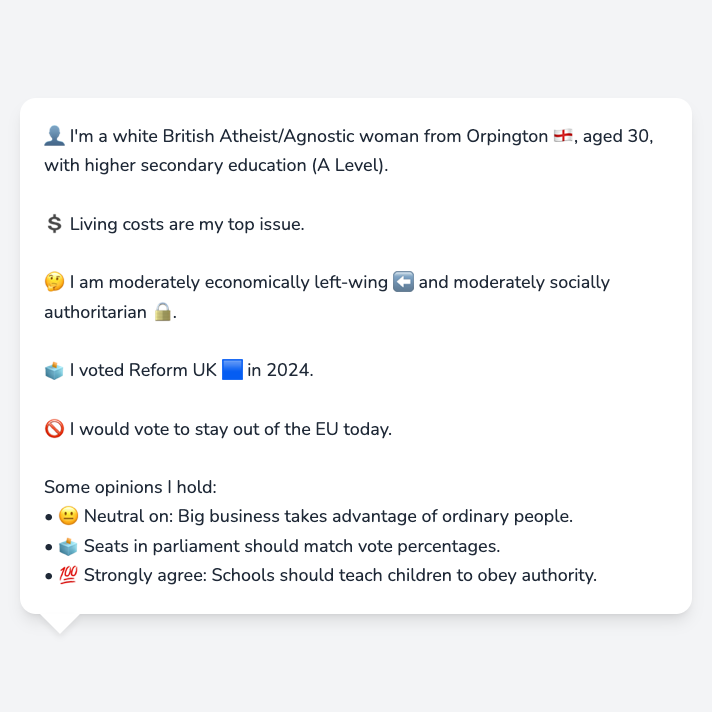 👤 I'm a white British Atheist/Agnostic woman from Orpington 🏴󠁧󠁢󠁥󠁮󠁧󠁿, aged 30,
with higher secondary education (A Level).
💲 Living costs are my top issue.
🤔 I am moderately economically left-wing ⬅️ and moderately socially
authoritarian 🔒.
🗳️ I voted Reform UK 🟦 in 2024.
🚫 I would vote to stay out of the EU today.
Some opinions I hold:
• 😐 Neutral on: Big business takes advantage of ordinary people.
• 🗳️ Seats in parliament should match vote percentages.
• 💯 Strongly agree: Schools should teach children to obey authority.